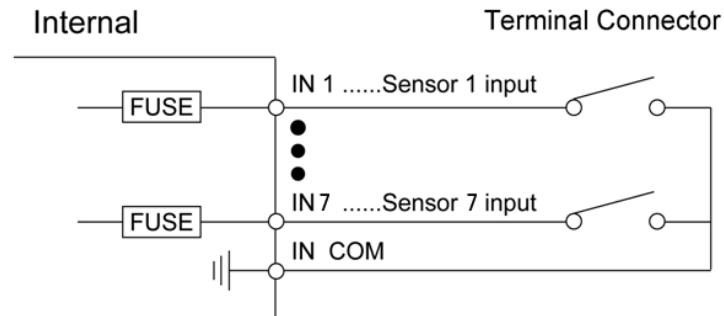 Internal
Terminal Connector
IN 1 ......Sensor 1 input
FUSE
IN7 ......Sensor 7 input
FUSE
IN COM